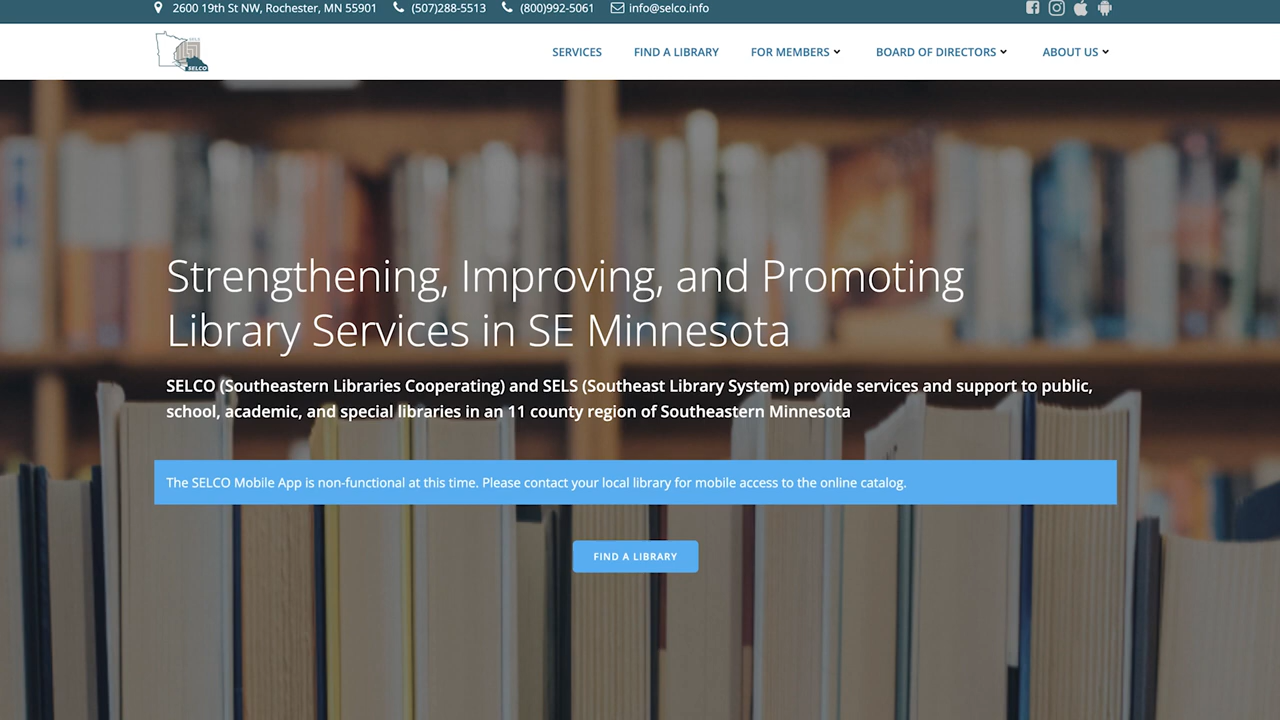 2600 19th St NW, Rochester, MN 55901 (507)288-5513 (800)992-5061 info@selco.info
SELCO
SERVICES FIND A LIBRARY FOR MEMBERS BOARD OF DIRECTORS ABOUT US
Strengthening, Improving, and Promoting
Library Services in SE Minnesota
SELCO (Southeastern Libraries Cooperating) and SELS (Southeast Library System) provide services and support to public,
school, academic, and special libraries in an 11 county region of Southeastern Minnesota
The SELCO Mobile App is non-functional at this time. Please contact your local library for mobile access to the online catalog.
FIND A LIBRARY